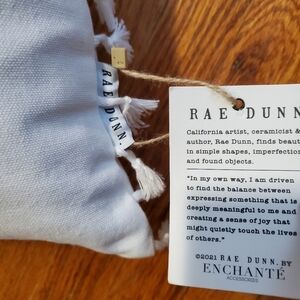 RAE DUNN.
RAE DUNN.
California artist, ceramicist &
author, Rae Dunn, finds beaut
in simple shapes, imperfection
and found objects.
"In my own way, I am driven
to find the balance between
expressing something that is
deeply meaningful to me and
creating a sense of joy that
might quietly touch the lives
of others."
©2021 RAE DUNN. BY
ENCHANTÉ
ACCESSORIES